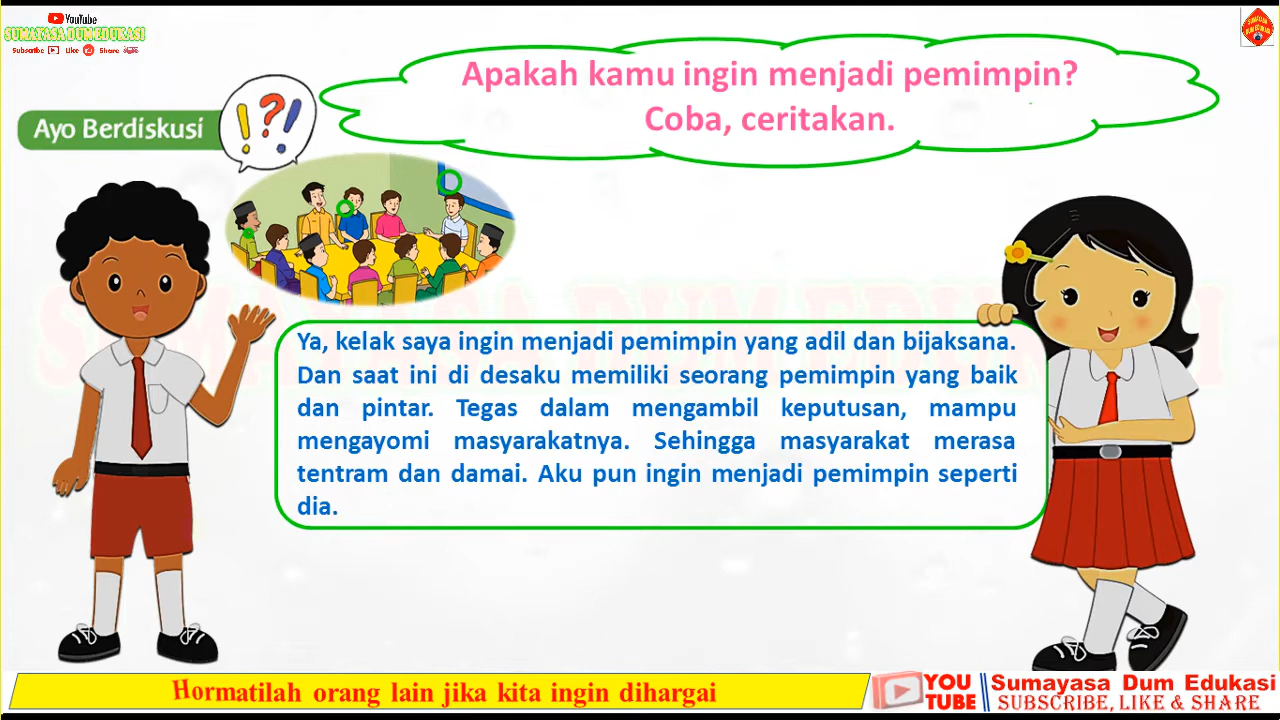 YouTube
SUMAYASA DUM EDUKASI
Subscribe Like Share
Apakah kamu ingin menjadi pemimpin?
Coba, ceritakan.
Ayo Berdiskusi
!?!
Ya, kelak saya ingin menjadi pemimpin yang adil dan bijaksana.
Dan saat ini di desaku memiliki seorang pemimpin yang baik
dan pintar. Tegas dalam mengambil keputusan, mampu
mengayomi masyarakatnya. Sehingga masyarakat merasa
tentram dan damai. Aku pun ingin menjadi pemimpin seperti
dia.
Hormatilah orang lain jika kita ingin dihargai
YOU
TUBE
Sumayasa Dum Edukasi
SUBSCRIBE, LIKE & SHARE